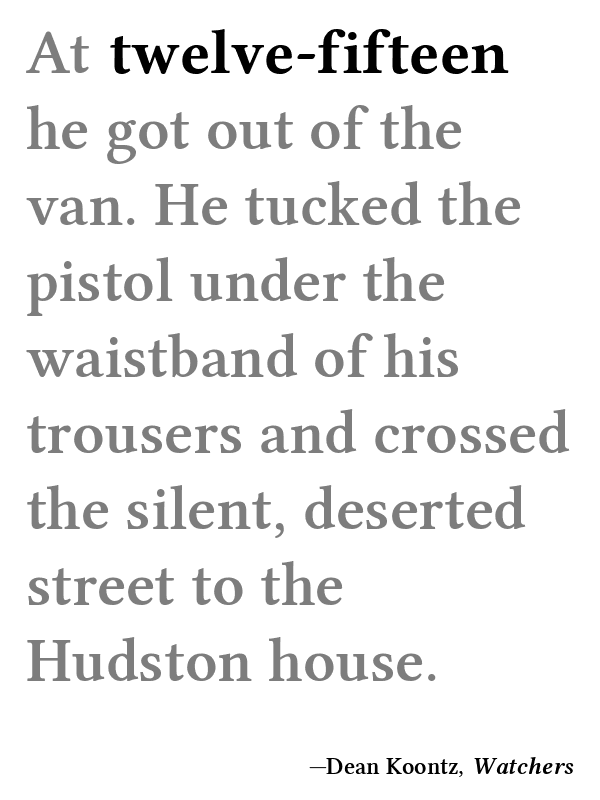 At twelve-fifteen
he got out of the
van. He tucked the
pistol under the
waistband of his
trousers and crossed
the silent, deserted
street to the
Hudston house.
—Dean Koontz, Watchers